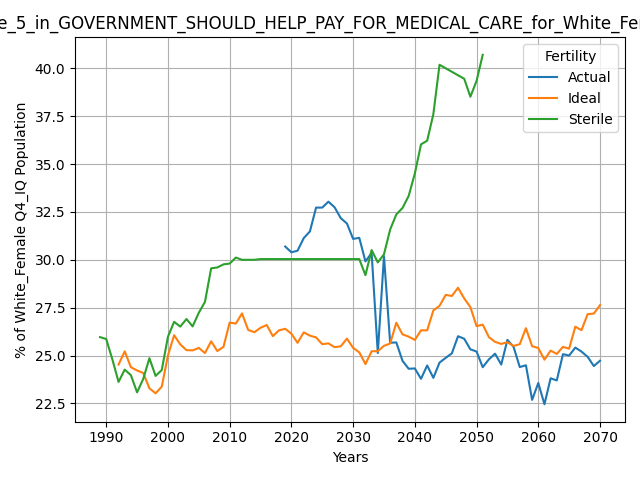 e_5_in_GOVERNMENT_SHOULD_HELP_PAY_FOR_MEDICAL_CARE_for_White_Fem
Fertility
Actual
Ideal
Sterile
% of White_Female Q4_IQ Population
40.0
37.5
35.0
32.5
30.0
27.5
25.0
22.5
1990 2000 2010 2020 2030 2040 2050 2060 2070
Years